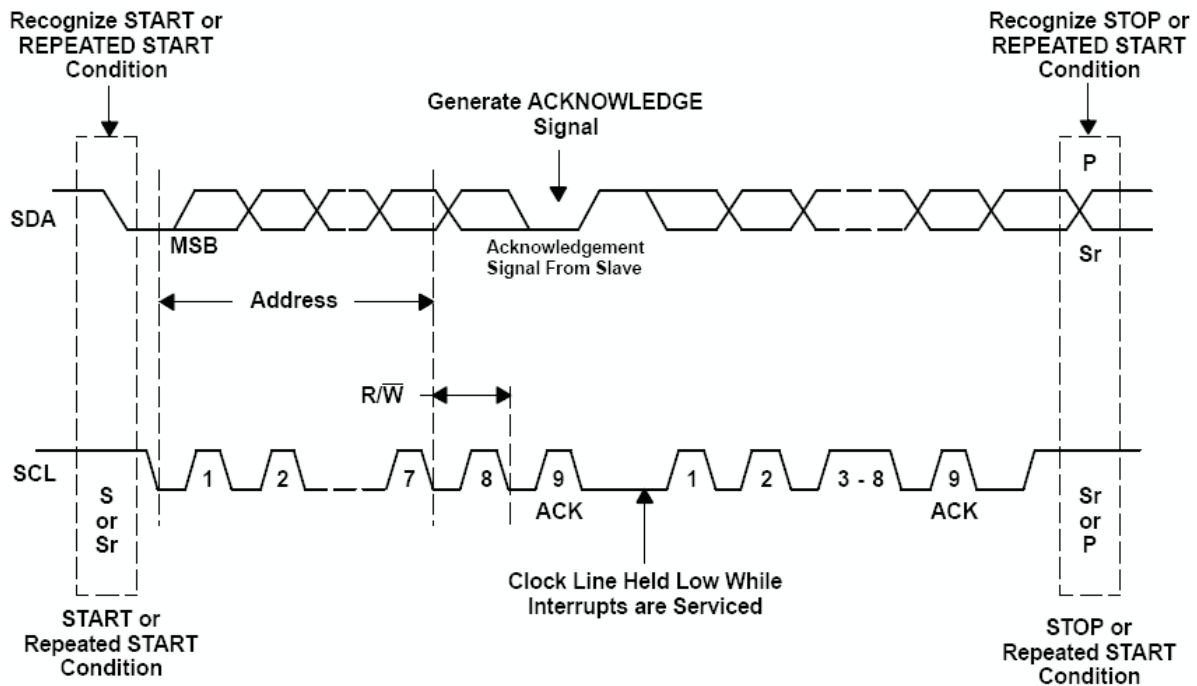 Recognize START or
REPEATED START
Condition
Recognize STOP or
REPEATED START
Condition
Generate ACKNOWLEDGE
Signal
P
SDA
MSB
Acknowledgement
Signal From Slave
Sr
Address
R/W̅
SCL
1
2
7
8
9
1
2
3 - 8
9
ACK
ACK
S
or
Sr
Sr
or
P
Clock Line Held Low While
Interrupts are Serviced
START or
Repeated START
Condition
STOP or
Repeated START
Condition